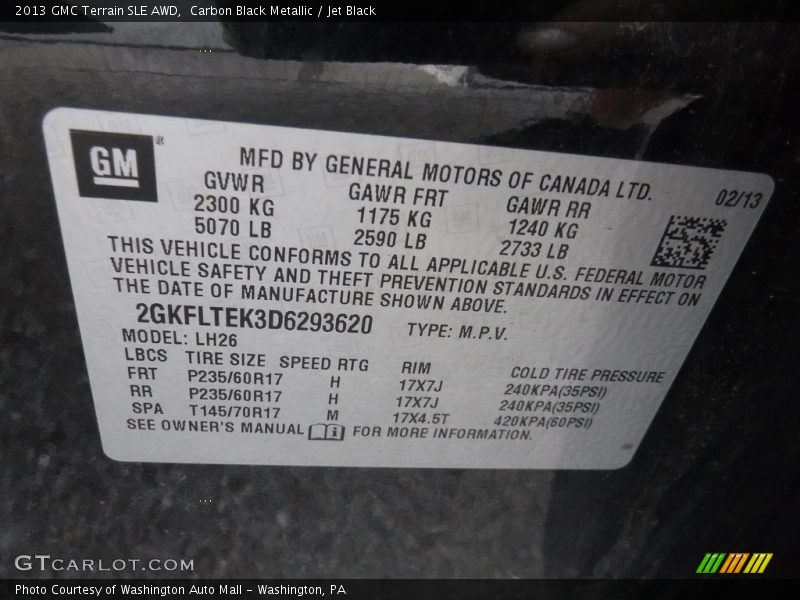 2013 GMC Terrain SLE AWD, Carbon Black Metallic / Jet Black
GM®
MFD BY GENERAL MOTORS OF CANADA LTD.
GVWR GAWR FRT GAWR RR 02/13
2300 KG 1175 KG 1240 KG
5070 LB 2590 LB 2733 LB
THIS VEHICLE CONFORMS TO ALL APPLICABLE U.S. FEDERAL MOTOR
VEHICLE SAFETY AND THEFT PREVENTION STANDARDS IN EFFECT ON
THE DATE OF MANUFACTURE SHOWN ABOVE.
2GKFLTEK3D6293620 TYPE: M.P.V.
MODEL: LH26
LBCS TIRE SIZE SPEED RTG RIM COLD TIRE PRESSURE
FRT P235/60R17 H 17X7J 240KPA(35PSI)
RR P235/60R17 H 17X7J 240KPA(35PSI)
SPA T145/70R17 M 17X4.5T 420KPA(60PSI)
SEE OWNER'S MANUAL FOR MORE INFORMATION.
GTCARLOT.COM
Photo Courtesy of Washington Auto Mall - Washington, PA